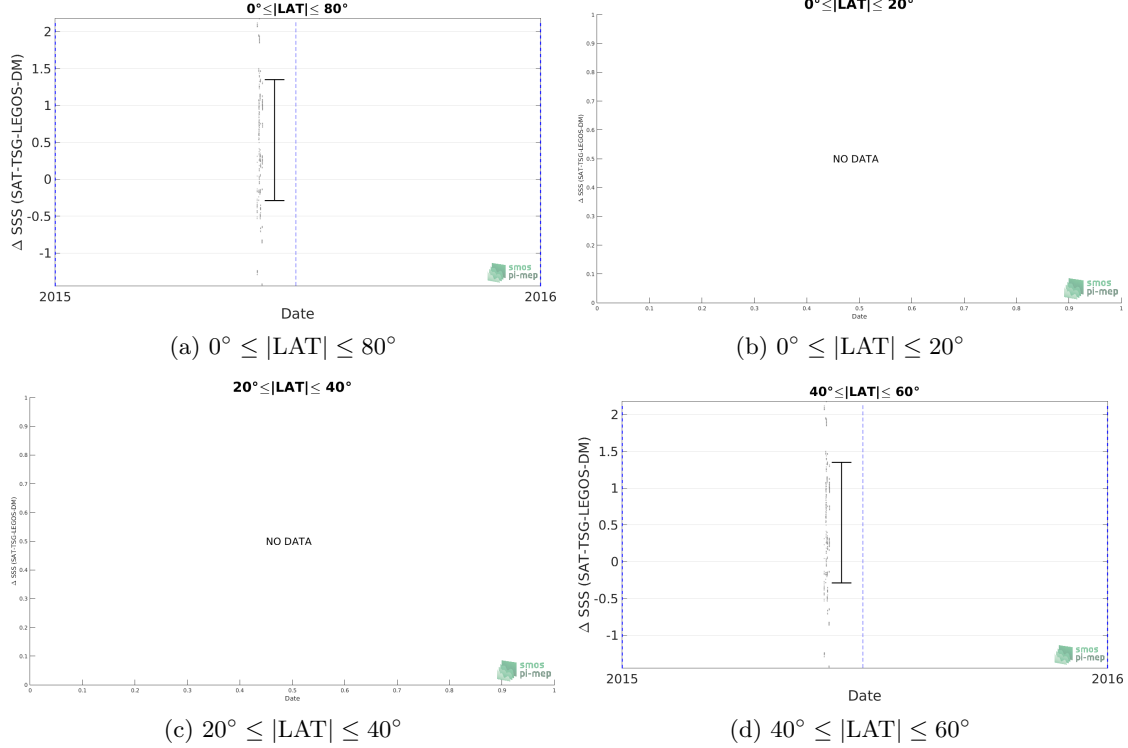 0°≤|LAT|≤ 80°
Δ SSS (SAT-TSG-LEGOS-DM)
2
1.5
1
0.5
0
-0.5
-1
2015
2016
Date
smos
pi-mep
(a) 0° ≤ |LAT| ≤ 80°
0°≤|LAT|≤ 20°
Δ SSS (SAT-TSG-LEGOS-DM)
1
0.9
0.8
0.7
0.6
0.5
0.4
0.3
0.2
0.1
0
NO DATA
0
0.1
0.2
0.3
0.4
0.5
0.6
0.7
0.8
0.9
1
Date
smos
pi-mep
(b) 0° ≤ |LAT| ≤ 20°
20°≤|LAT|≤ 40°
Δ SSS (SAT-TSG-LEGOS-DM)
1
0.9
0.8
0.7
0.6
0.5
0.4
0.3
0.2
0.1
0
NO DATA
0
0.1
0.2
0.3
0.4
0.5
0.6
0.7
0.8
0.9
1
Date
smos
pi-mep
(c) 20° ≤ |LAT| ≤ 40°
40°≤|LAT|≤ 60°
Δ SSS (SAT-TSG-LEGOS-DM)
2
1.5
1
0.5
0
-0.5
-1
2015
2016
Date
smos
pi-mep
(d) 40° ≤ |LAT| ≤ 60°